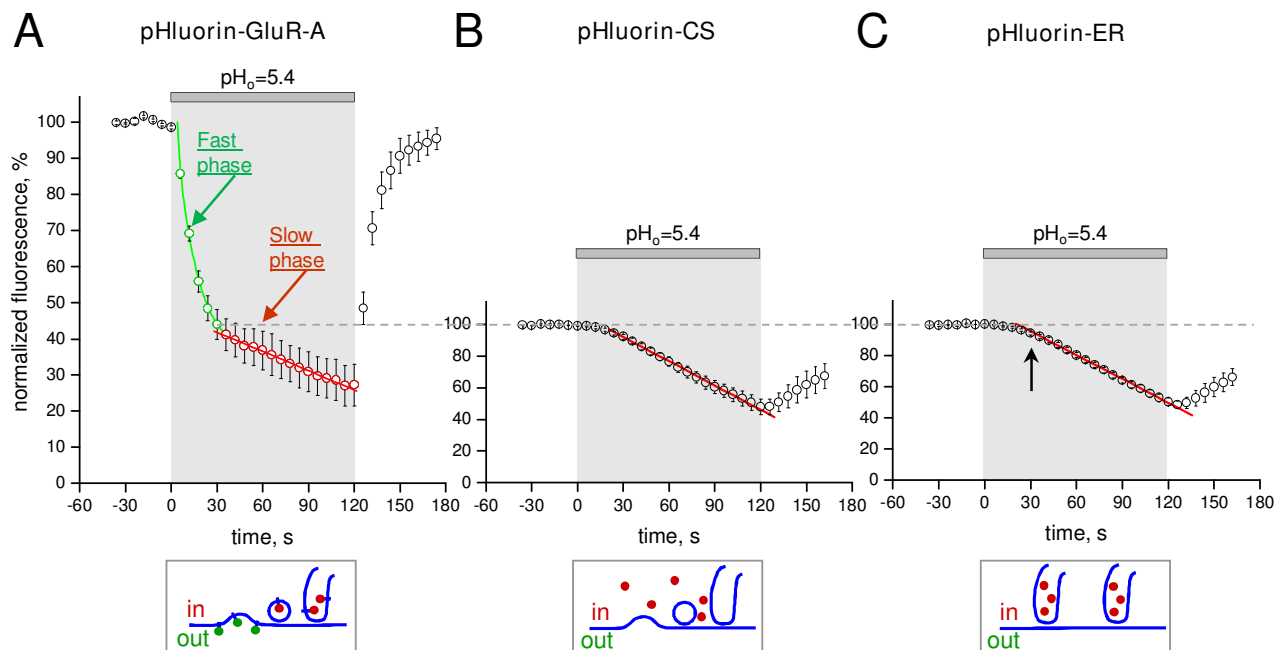 A
pHluorin-GluR-A
B
pHluorin-CS
C
pHluorin-ER
pHo=5.4
normalized fluorescence, %
100
90
80
70
60
50
40
30
20
10
0
Fast
phase
Slow
phase
-60 -30 0 30 60 90 120 150 180
time, s
in
out
pHo=5.4
100
80
60
40
20
0
-60 -30 0 30 60 90 120 150 180
time, s
in
out
pHo=5.4
100
80
60
40
20
0
-60 -30 0 30 60 90 120 150 180
time, s
in
out